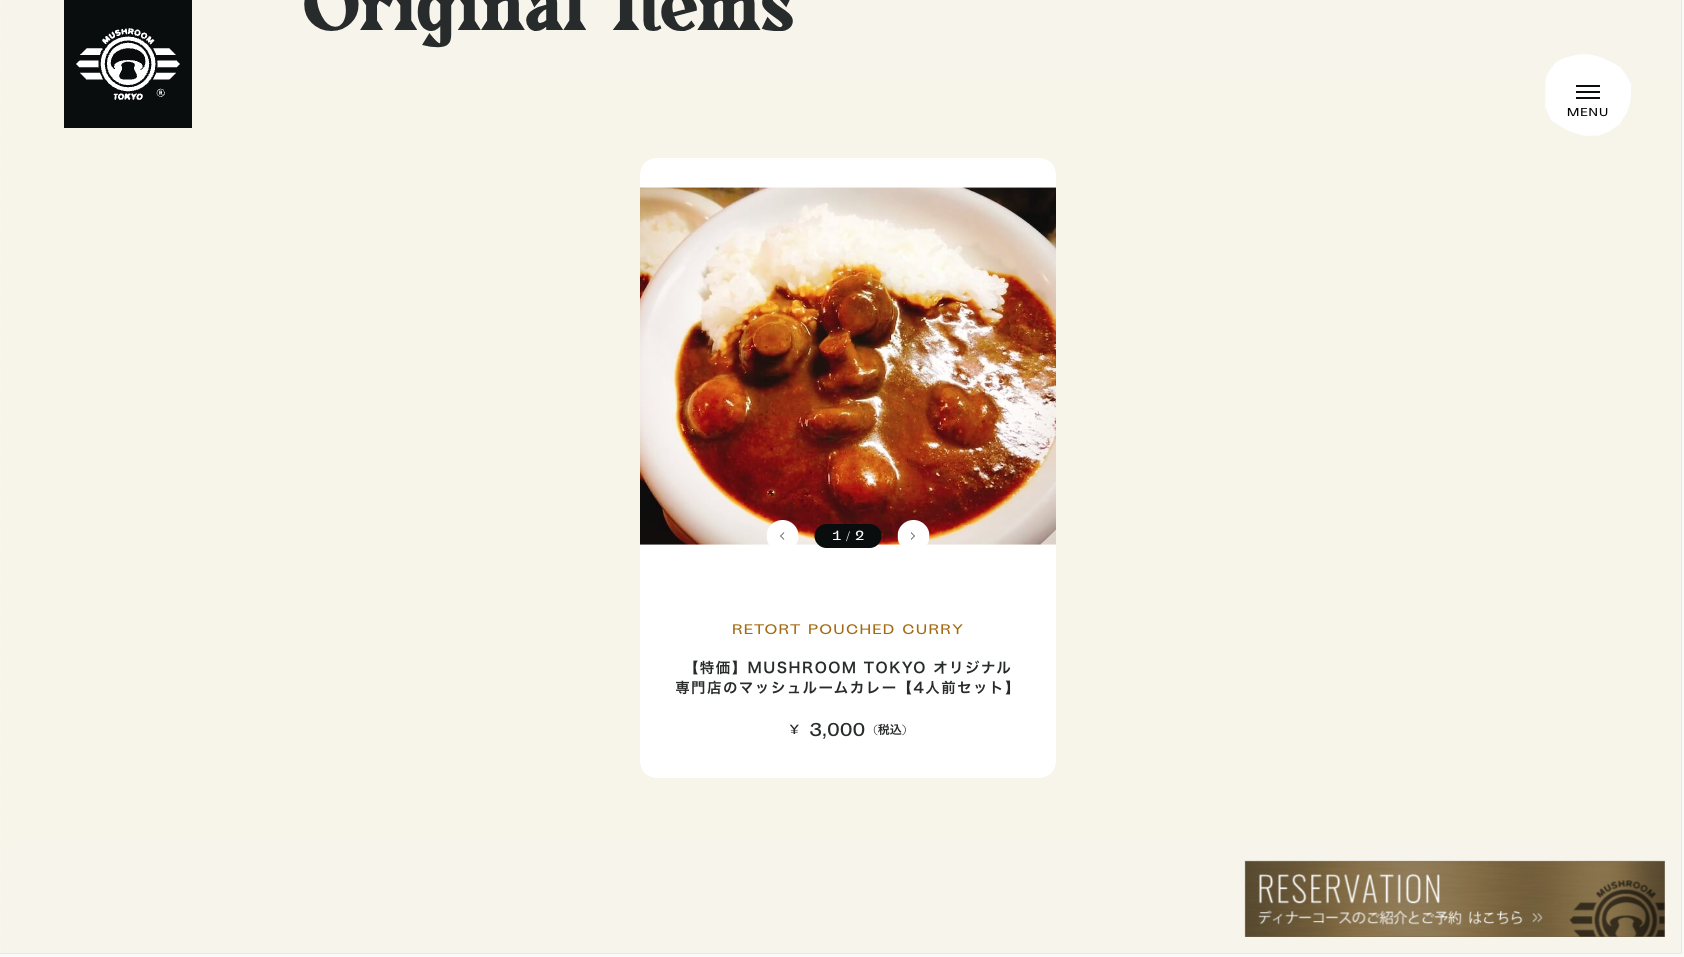 Original Items
MUSHROOM
TOKYO ®
MENU
1 / 2
RETORT POUCHED CURRY
【特価】MUSHROOM TOKYO オリジナル
専門店のマッシュルームカレー【4人前セット】
¥ 3,000 （税込）
RESERVATION
ディナーコースのご紹介とご予約 はこちら »
MUSHROOM